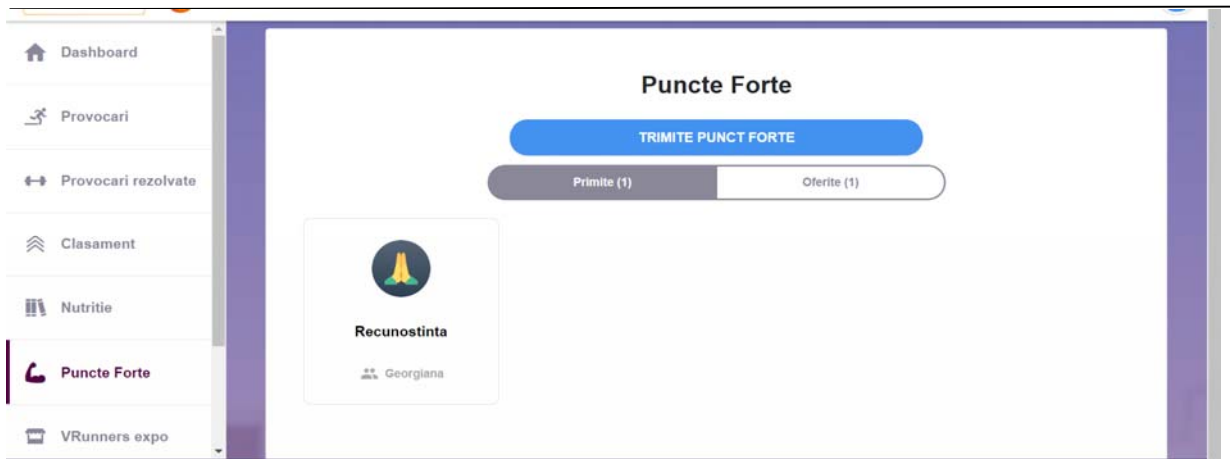 Dashboard
Provocari
Provocari rezolvate
Clasament
Nutritie
Puncte Forte
VRunners expo
Puncte Forte
TRIMITE PUNCT FORTE
Primite (1)
Oferite (1)
Recunostinta
Georgiana